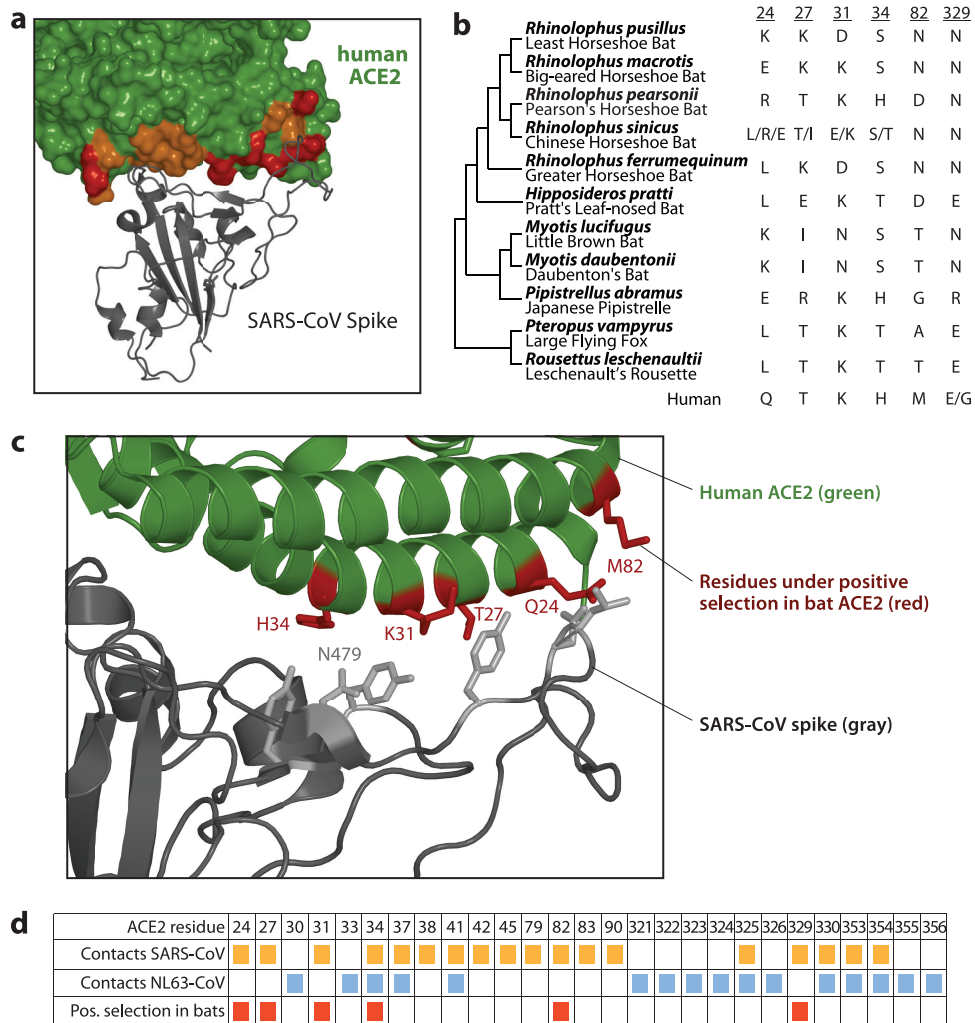 a
human
ACE2
SARS-CoV Spike
b
24 27 31 34 82 329
Rhinolophus pusillus K K D S N N
Least Horseshoe Bat
Rhinolophus macrotis E K K S N N
Big-eared Horseshoe Bat
Rhinolophus pearsonii R T K H D N
Pearson's Horseshoe Bat
Rhinolophus sinicus L/R/E T/I E/K S/T N N
Chinese Horseshoe Bat
Rhinolophus ferrumequinum L K D S N N
Greater Horseshoe Bat
Hipposideros pratti L E K T D E
Pratt's Leaf-nosed Bat
Myotis lucifugus K I N S T N
Little Brown Bat
Myotis daubentonii K I N S T N
Daubenton's Bat
Pipistrellus abramus E R K H G R
Japanese Pipistrelle
Pteropus vampyrus L T K T A E
Large Flying Fox
Rousettus leschenaultii L T K T T E
Leschenault's Rousette
Human Q T K H M E/G
c
Human ACE2 (green)
M82
Residues under positive
selection in bat ACE2 (red)
Q24
T27
K31
H34
N479
SARS-CoV spike (gray)
d
ACE2 residue 24 27 30 31 33 34 37 38 41 42 45 79 82 83 90 321 322 323 324 325 326 329 330 353 354 355 356
Contacts SARS-CoV
Contacts NL63-CoV
Pos. selection in bats